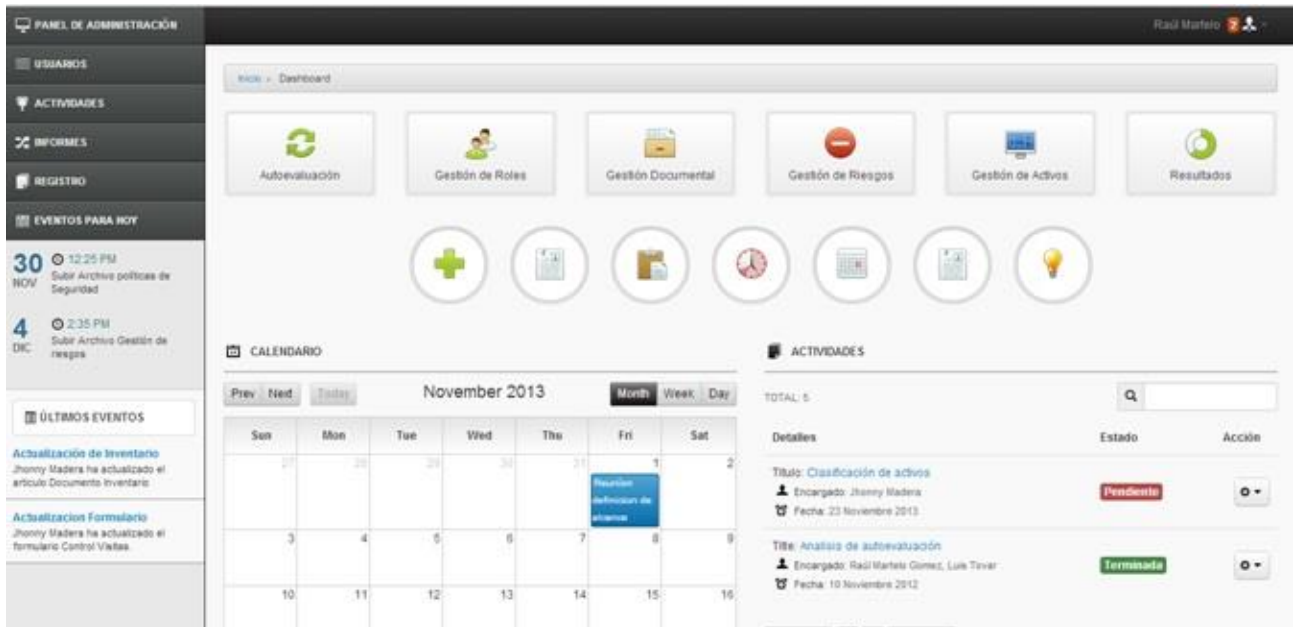 PANEL DE ADMINISTRACIÓN
Raúl Martelo 2
USUARIOS
ACTIVIDADES
INFORMES
REGISTRO
EVENTOS PARA HOY
30 NOV
12:25 PM
Subir Archivo politicas de
Seguridad
4 DIC
2:35 PM
Subir Archivo Gestión de
riesgos
ÚLTIMOS EVENTOS
Actualización de Inventario
Jhonny Madera ha actualizado el
articulo Documento Inventario
Actualizacion Formulario
Jhonny Madera ha actualizado el
formulario Control Visitas.
Inicio Dashboard
Autoevaluación
Gestión de Roles
Gestión Documental
Gestión de Riesgos
Gestión de Activos
Resultados
CALENDARIO
Prev Next Today November 2013 Month Week Day
Sun Mon Tue Wed Thu Fri Sat
27 28 29 30 31 1 2
Reunion
definicion de
alcance
3 4 5 6 7 8 9
10 11 12 13 14 15 16
ACTIVIDADES
TOTAL: 5
Detalles Estado Acción
Titulo: Clasificación de activos
Encargado: Jhonny Madera
Fecha: 23 Noviembre 2013
Pendiente
Title: Analisis de autoevaluación
Encargado: Raúl Martelo Gomez, Luis Tovar
Fecha: 10 Noviembre 2012
Terminada